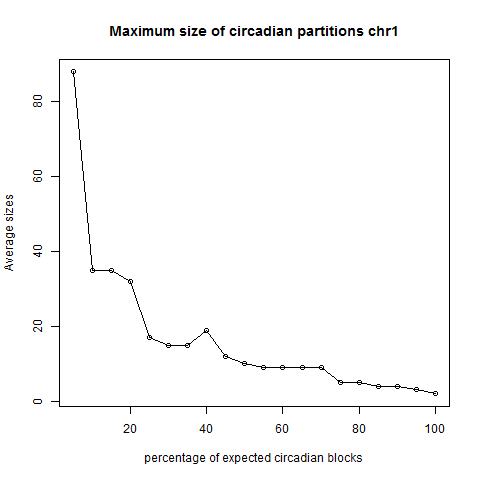 Maximum size of circadian partitions chr1
Average sizes
80
60
40
20
0
20 40 60 80 100
percentage of expected circadian blocks